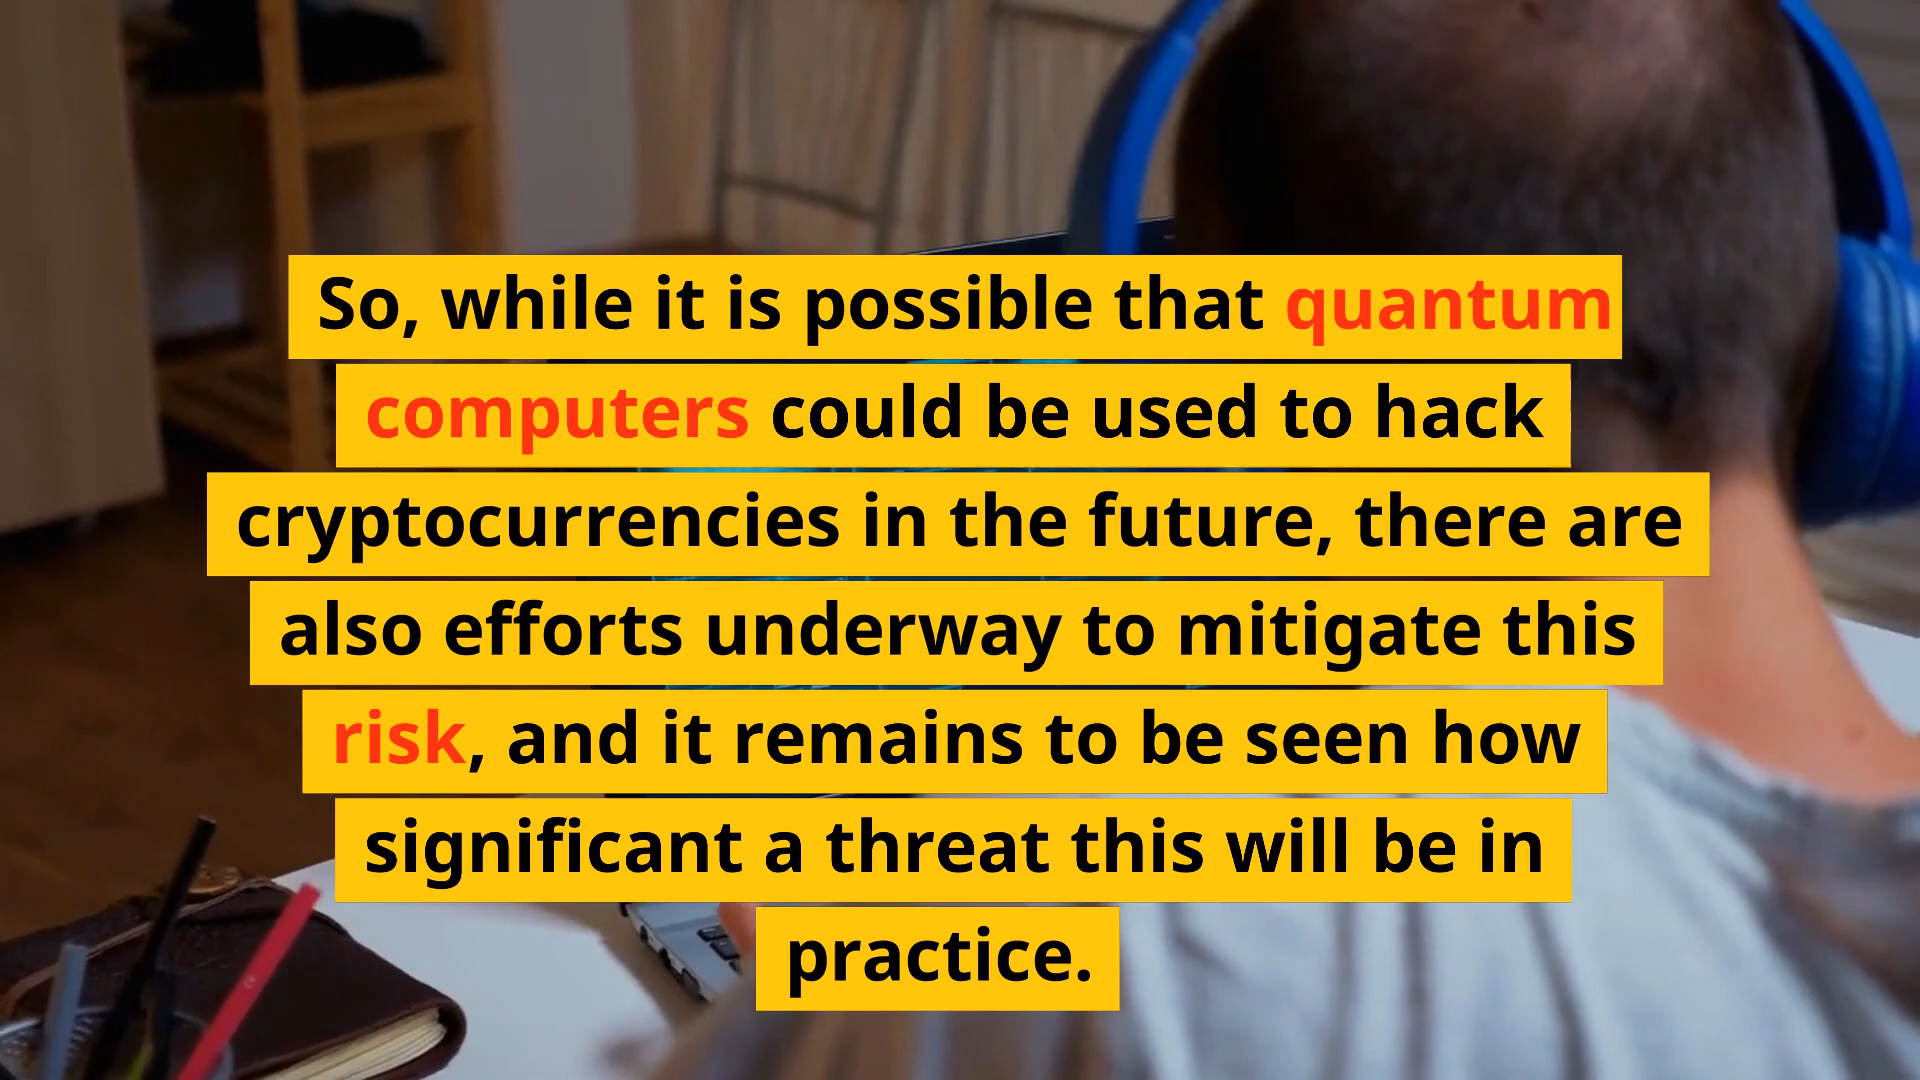 So, while it is possible that quantum
computers could be used to hack
cryptocurrencies in the future, there are
also efforts underway to mitigate this
risk, and it remains to be seen how
significant a threat this will be in
practice.